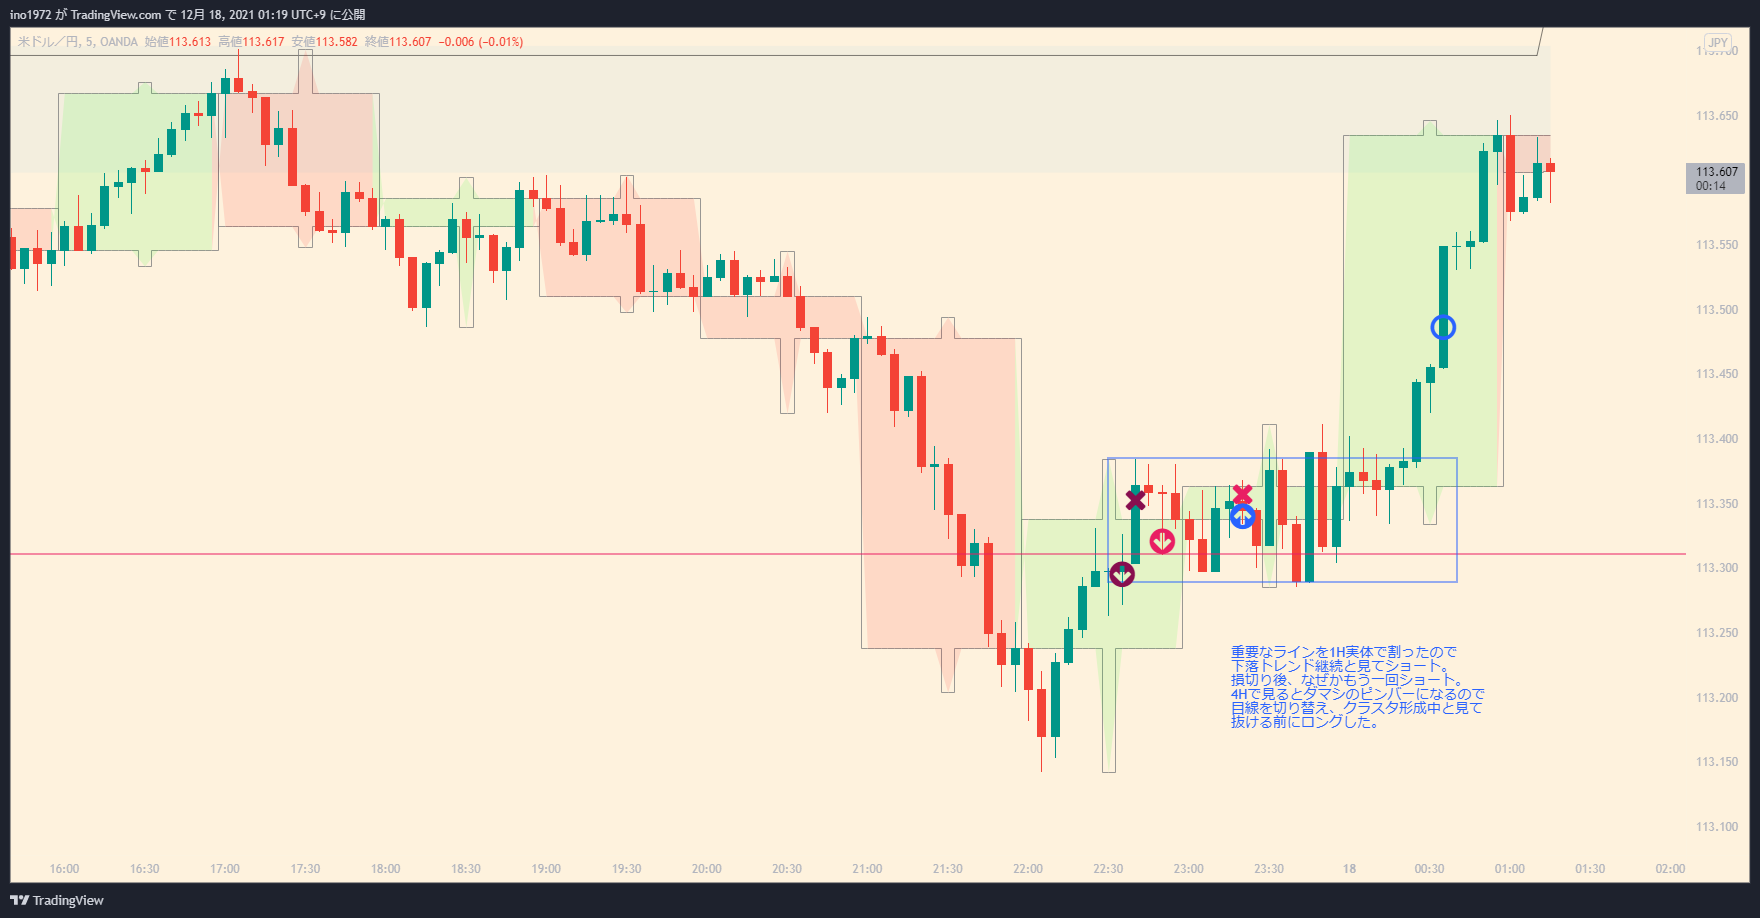 ino1972 が TradingView.com で 12月 18, 2021 01:19 UTC+9 に公開
米ドル／円, 5, OANDA 始値113.613 高値113.617 安値113.582 終値113.607 −0.006 (−0.01%)
JPY
113.700
113.650
113.607
00:14
113.550
113.500
113.450
113.400
113.350
113.300
113.250
113.200
113.150
113.100
重要なラインを1H実体で割ったので
下落トレンド継続と見てショート。
損切り後、なぜかもう一回ショート。
4Hで見るとダマシのピンバーになるので
目線を切り替え、クラスタ形成中と見て
抜ける前にロングした。
16:00 16:30 17:00 17:30 18:00 18:30 19:00 19:30 20:00 20:30 21:00 21:30 22:00 22:30 23:00 23:30 18 00:30 01:00 01:30 02:00
TradingView